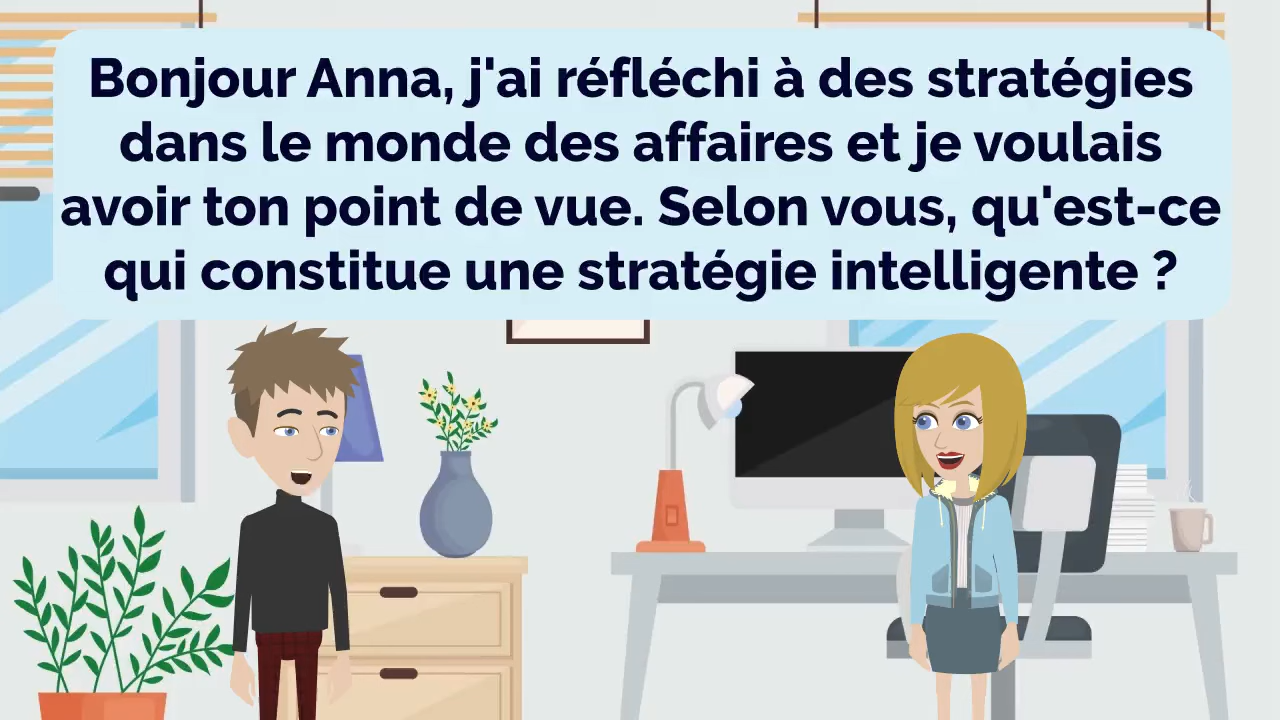 Bonjour Anna, j'ai réfléchi à des stratégies
dans le monde des affaires et je voulais
avoir ton point de vue. Selon vous, qu'est-ce
qui constitue une stratégie intelligente ?